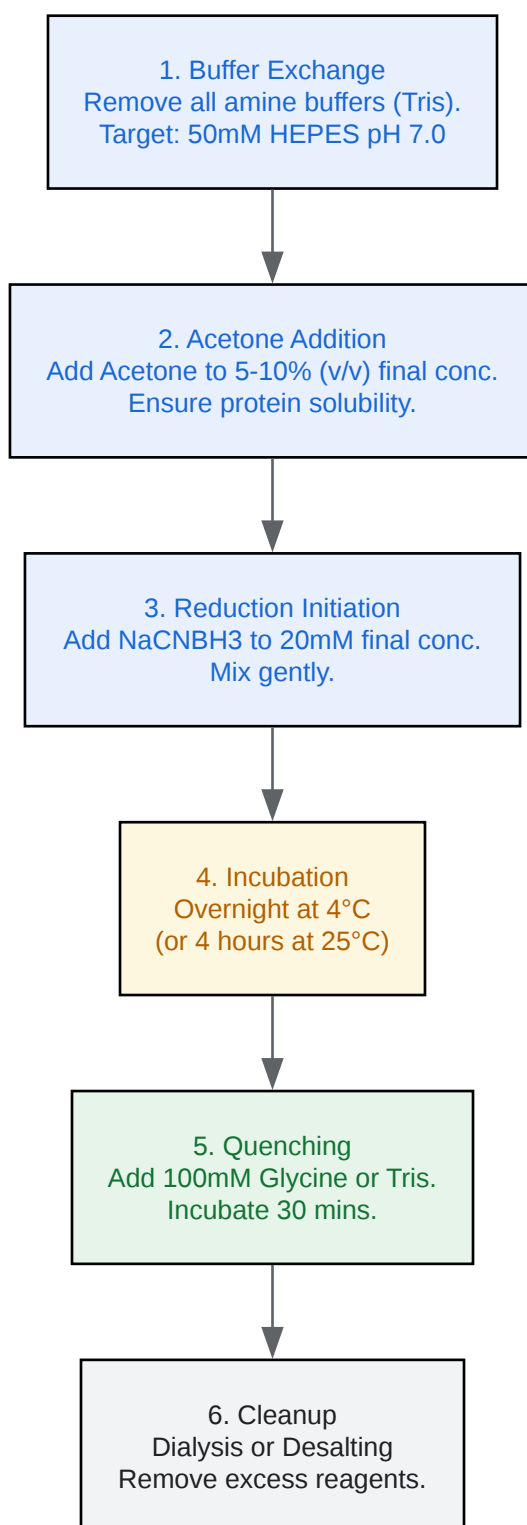 1. Buffer Exchange
Remove all amine buffers (Tris).
Target: 50mM HEPES pH 7.0
2. Acetone Addition
Add Acetone to 5-10% (v/v) final conc.
Ensure protein solubility.
3. Reduction Initiation
Add NaCNBH3 to 20mM final conc.
Mix gently.
4. Incubation
Overnight at 4°C
(or 4 hours at 25°C)
5. Quenching
Add 100mM Glycine or Tris.
Incubate 30 mins.
6. Cleanup
Dialysis or Desalting
Remove excess reagents.